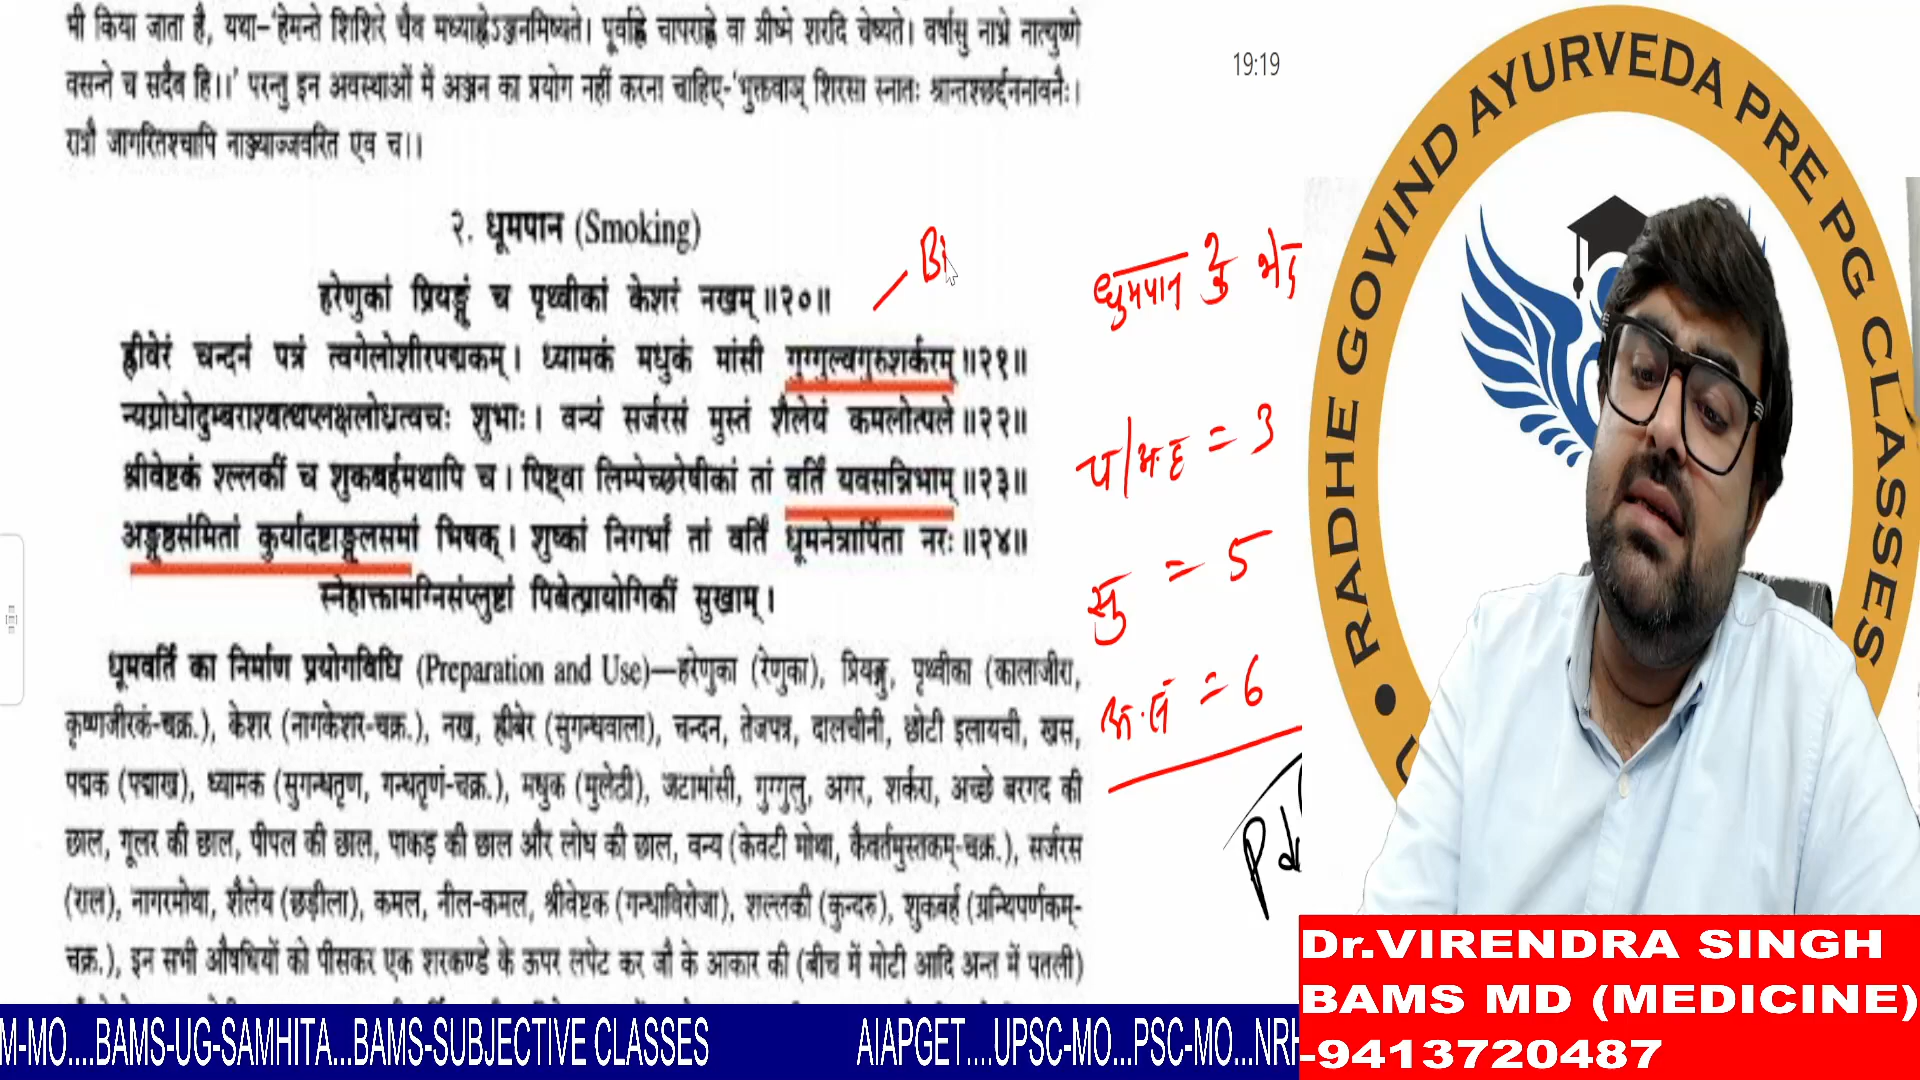 भी किया जाता है, यथा-'हेमन्ते शिशिरे चैव मध्याह्नेऽञ्जनमिष्यते। पूर्वाह्णे चापराह्णे वा ग्रीष्मे शरदि चेष्यते। वर्षासु नाभ्रे नात्युष्णे
वसन्ते च सदैव हि।।' परन्तु इन अवस्थाओं में अञ्जन का प्रयोग नहीं करना चाहिए-'भुक्तवाञ् शिरसा स्नातः श्रान्तश्छर्दननावनैः।
रात्रौ जागरितश्चापि नाञ्ज्याज्ज्वरित एव च।।
19:19
२. धूमपान (Smoking)
हरेणुकां प्रियङ्गुं च पृथ्वीकां केशरं नखम्॥२०॥
ह्रीवेरं चन्दनं पत्रं त्वगेलोशीरपद्मकम्। ध्यामकं मधुकं मांसी गुग्गुल्वगुरुशर्करम्॥२१॥
न्यग्रोधोदुम्बराश्वत्थप्लक्षलोध्रत्वचः शुभाः। वन्यं सर्जरसं मुस्तं शैलेयं कमलोत्पले॥२२॥
श्रीवेष्टकं शल्लकीं च शुकबर्हमथापि च। पिष्ट्वा लिम्पेच्छरेषीकां तां वर्तिं यवसन्निभाम्॥२३॥
अङ्गुष्ठसंमितां कुर्यादष्टाङ्गुलसमां भिषक्। शुष्कां निगर्भां तां वर्तिं धूमनेत्रार्पितां नरः॥२४॥
स्नेहाक्तामग्निसंप्लुष्टां पिबेत्प्रायोगिकीं सुखाम्।
धूमवर्ति का निर्माण प्रयोगविधि (Preparation and Use)—हरेणुका (रेणुका), प्रियङ्गु, पृथ्वीका (कालाजीरा,
कृष्णजीरकं-चक्र.), केशर (नागकेशर-चक्र.), नख, ह्रीबेर (सुगन्धवाला), चन्दन, तेजपत्र, दालचीनी, छोटी इलायची, खस,
पद्मक (पद्माख), ध्यामक (सुगन्धतृण, गन्धतृणं-चक्र.), मधुक (मुलेठी), जटामांसी, गुग्गुलु, अगर, शर्करा, अच्छे बरगद की
छाल, गूलर की छाल, पीपल की छाल, पाकड़ की छाल और लोध की छाल, वन्य (केवटी मोथा, कैवर्तमुस्तकम्-चक्र.), सर्जरस
(राल), नागरमोथा, शैलेय (छड़ीला), कमल, नील-कमल, श्रीवेष्टक (गन्धाविरोजा), शल्लकी (कुन्दरु), शुकबर्ह (ग्रन्थिपर्णकम्-
चक्र.), इन सभी औषधियों को पीसकर एक शरकण्डे के ऊपर लपेट कर जौ के आकार की (बीच में मोटी आदि अन्त में पतली)
Bi
धुमपान के भेद
च/अ.ह = 3
सु = 5
अ.सं = 6
RADHE GOVIND AYURVEDA PRE PG CLASSES
Dr.VIRENDRA SINGH
BAMS MD (MEDICINE)
-9413720487
M-MO....BAMS-UG-SAMHITA...BAMS-SUBJECTIVE CLASSES AIAPGET....UPSC-MO...PSC-MO...NRH